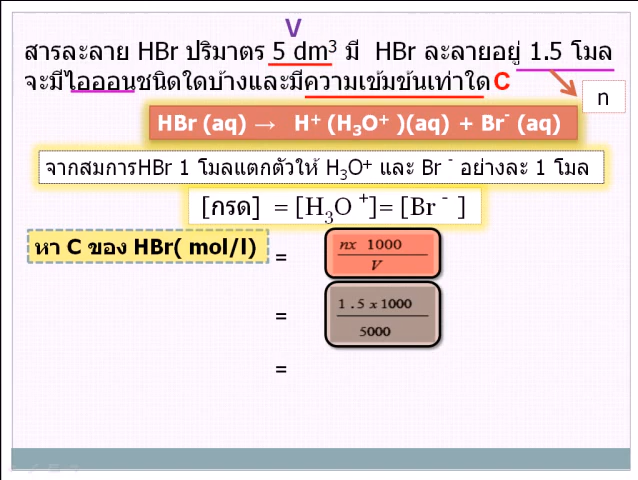 V
สารละลาย HBr ปริมาตร 5 dm³ มี HBr ละลายอยู่ 1.5 โมล
จะมีไอออนชนิดใดบ้างและมีความเข้มข้นเท่าใด C
n
HBr (aq) → H⁺ (H₃O⁺ )(aq) + Br⁻ (aq)
จากสมการHBr 1 โมลแตกตัวให้ H₃O⁺ และ Br ⁻ อย่างละ 1 โมล
[กรด] = [H₃O ⁺]= [Br ⁻ ]
หา C ของ HBr( mol/l) =
nx 1000
V
=
1 . 5 x 1000
5000
=